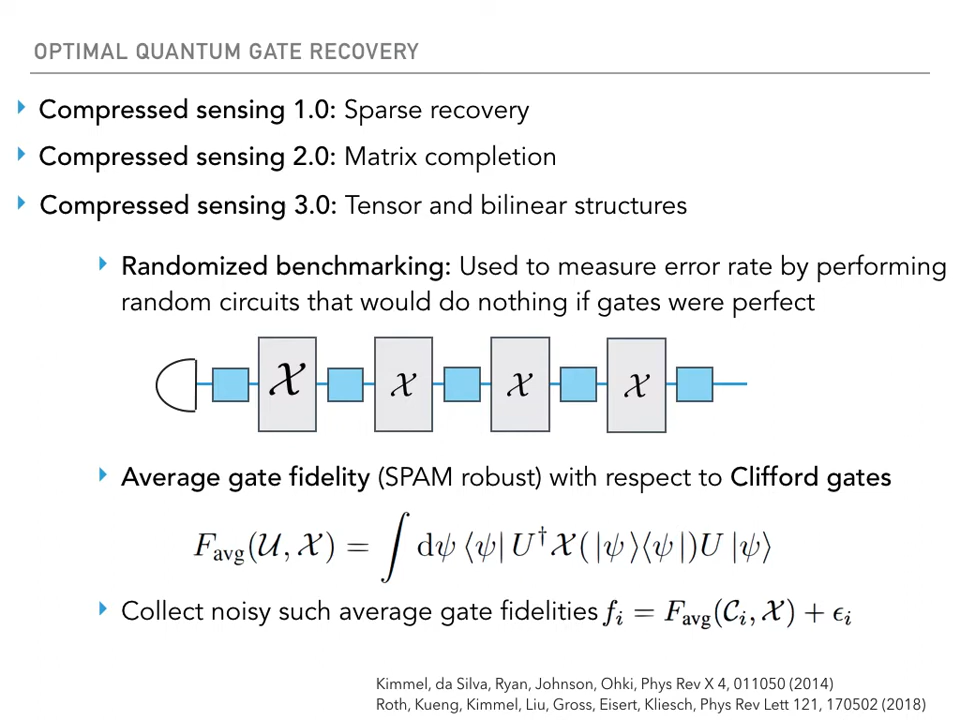 OPTIMAL QUANTUM GATE RECOVERY
Compressed sensing 1.0: Sparse recovery
Compressed sensing 2.0: Matrix completion
Compressed sensing 3.0: Tensor and bilinear structures
Randomized benchmarking: Used to measure error rate by performing
random circuits that would do nothing if gates were perfect
𝒳 𝒳 𝒳 𝒳
Average gate fidelity (SPAM robust) with respect to Clifford gates
F_avg(𝒰, 𝒳) = ∫ dψ ⟨ψ| U† 𝒳(|ψ⟩⟨ψ|)U |ψ⟩
Collect noisy such average gate fidelities f_i = F_avg(𝒞_i, 𝒳) + ϵ_i
Kimmel, da Silva, Ryan, Johnson, Ohki, Phys Rev X 4, 011050 (2014)
Roth, Kueng, Kimmel, Liu, Gross, Eisert, Kliesch, Phys Rev Lett 121, 170502 (2018)